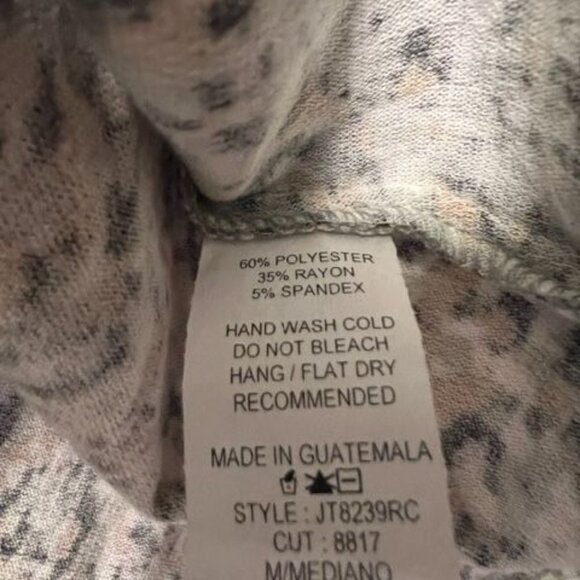 60% POLYESTER
35% RAYON
5% SPANDEX
HAND WASH COLD
DO NOT BLEACH
HANG / FLAT DRY
RECOMMENDED
MADE IN GUATEMALA
STYLE : JT8239RC
CUT : 8817
M/MEDIANO